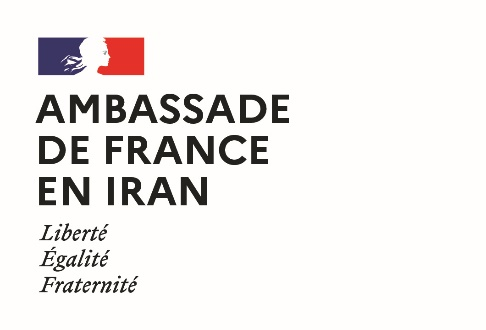 AMBASSADE
DE FRANCE
EN IRAN
Liberté
Égalité
Fraternité